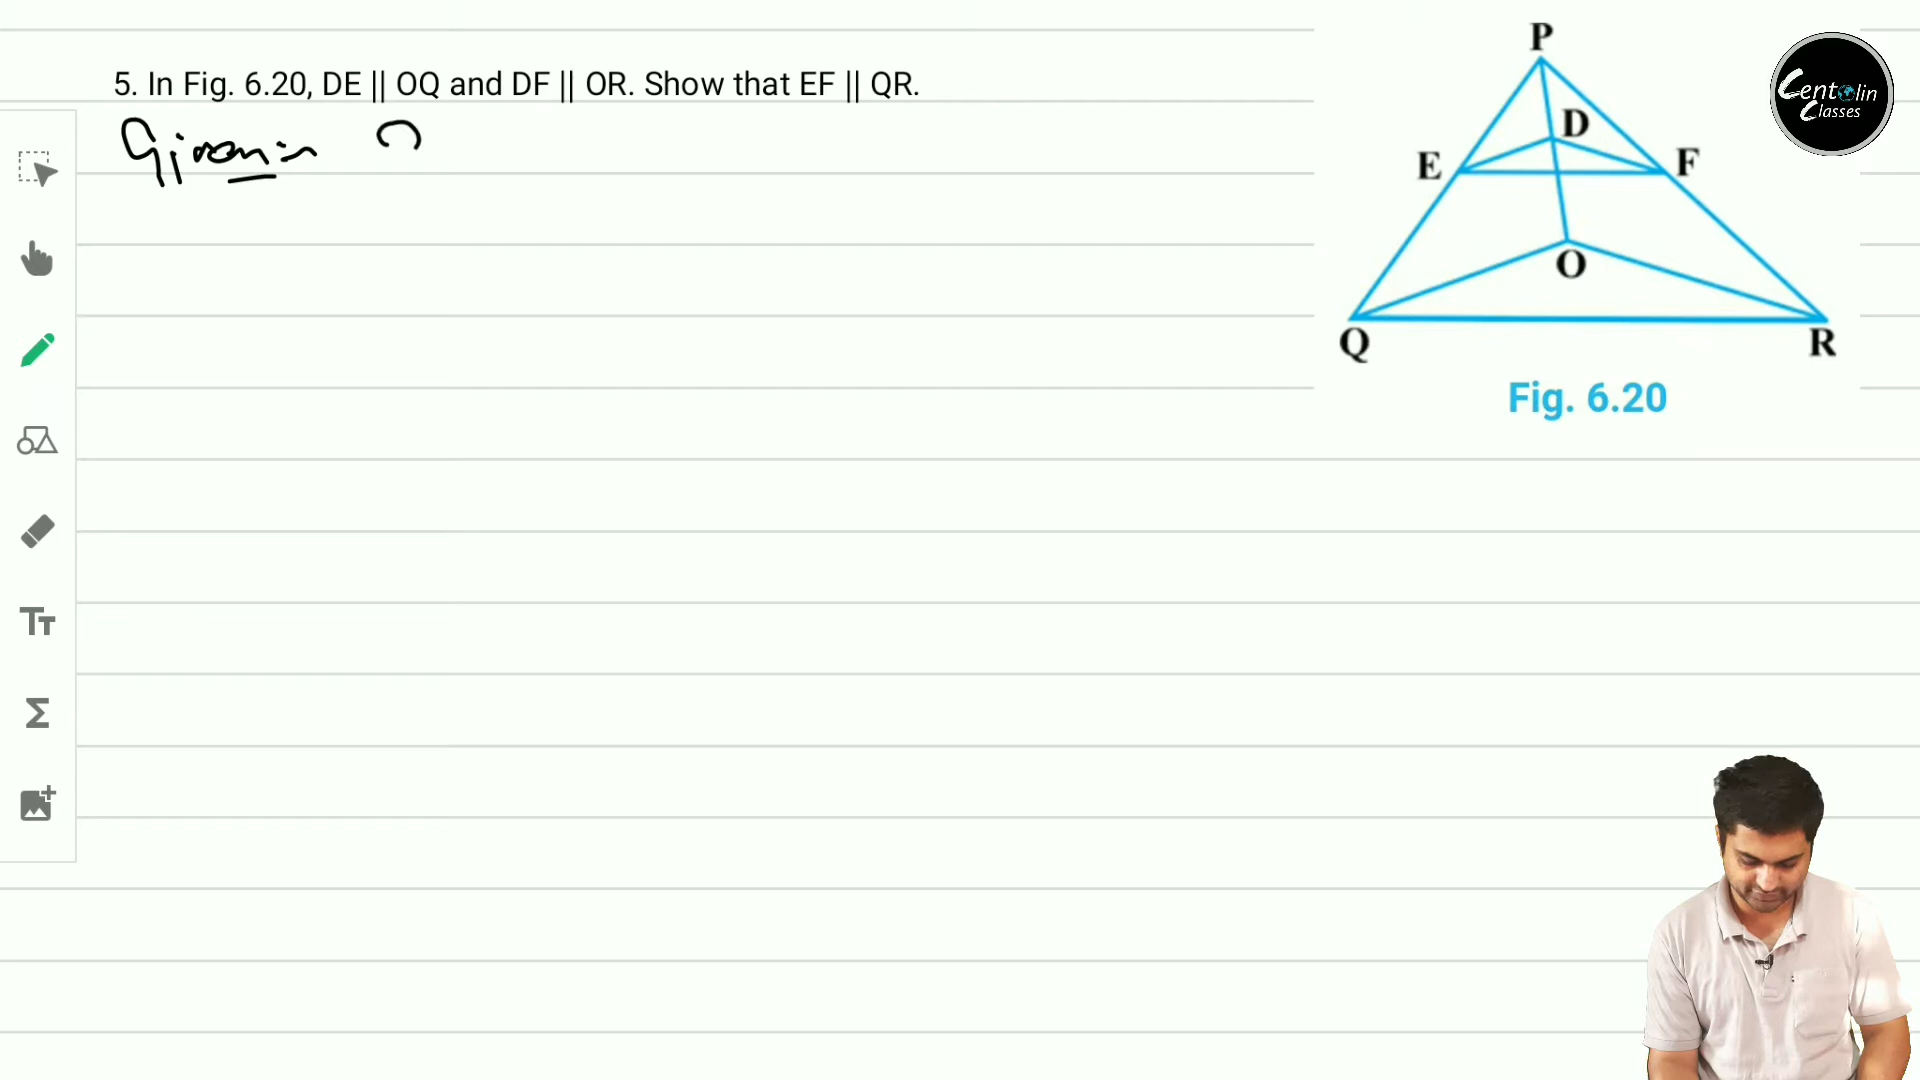 5. In Fig. 6.20, DE || OQ and DF || OR. Show that EF || QR.
Given :-
P
D
E
F
O
Q
R
Fig. 6.20
Centolin
Classes
Tт
Σ